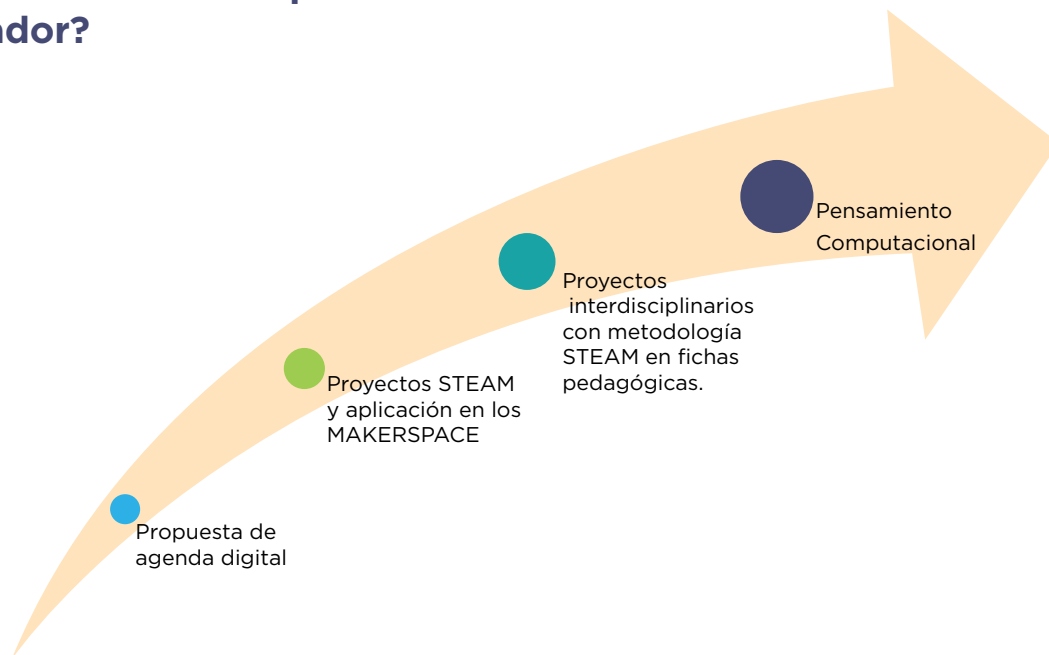 Propuesta de
agenda digital
Proyectos STEAM
y aplicación en los
MAKERSPACE
Proyectos
interdisciplinarios
con metodología
STEAM en fichas
pedagógicas.
Pensamiento
Computacional